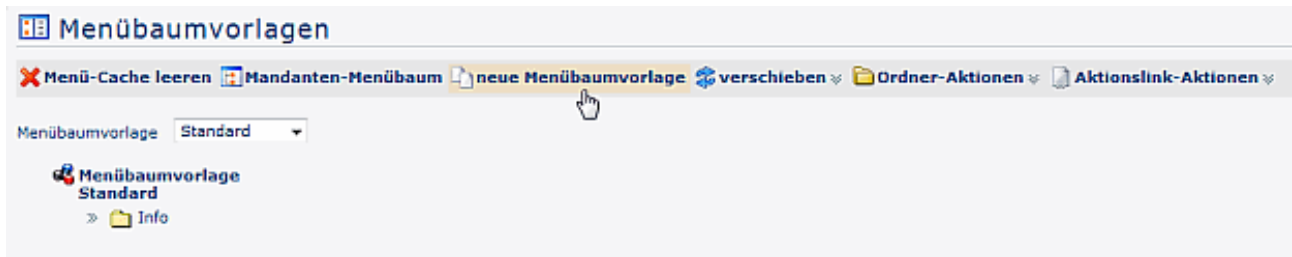 Menübaumvorlagen
Menü-Cache leeren Mandanten-Menübaum neue Menübaumvorlage verschieben Ordner-Aktionen Aktionslink-Aktionen
Menübaumvorlage Standard
Menübaumvorlage
Standard
Info